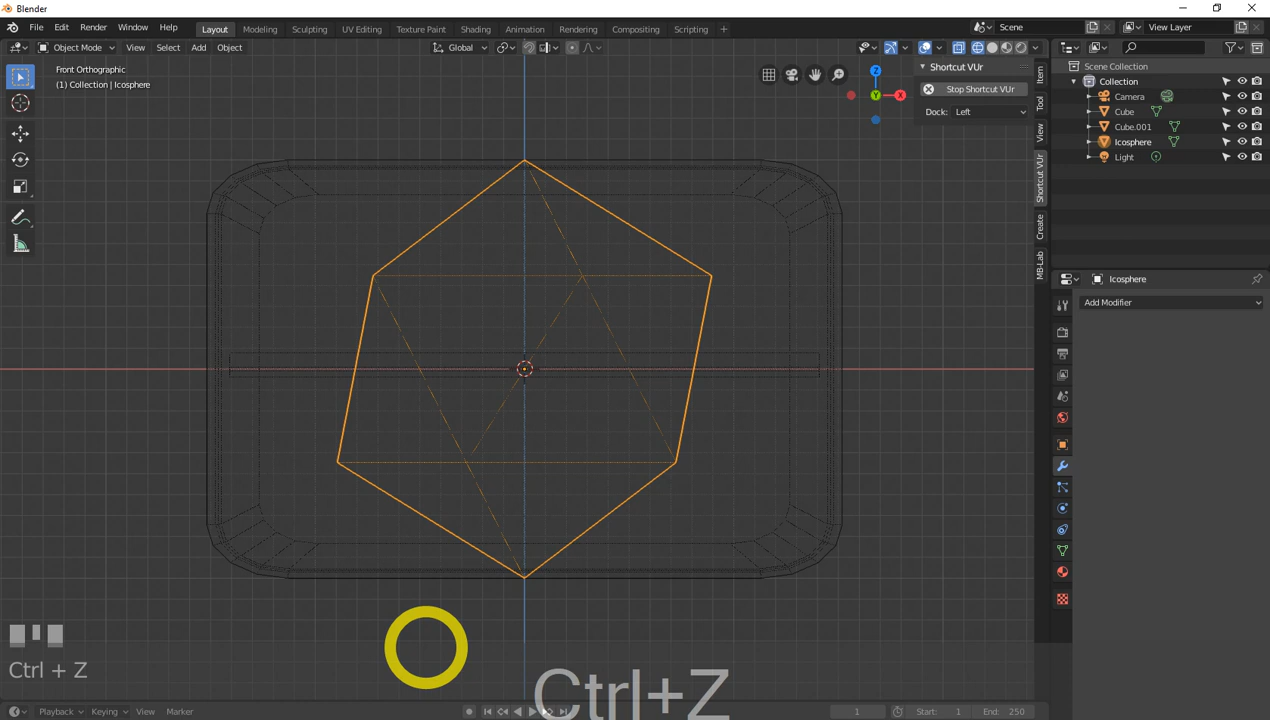 Blender
File Edit Render Window Help
Layout Modeling Sculpting UV Editing Texture Paint Shading Animation Rendering Compositing Scripting +
Scene
View Layer
Object Mode View Select Add Object
Global
Front Orthographic
(1) Collection | Icosphere
Z
Y
X
Shortcut VUr
Stop Shortcut VUr
Dock: Left
Item
Tool
View
Shortcut VUr
Create
MB-Lab
Scene Collection
Collection
Camera
Cube
Cube.001
Icosphere
Light
Icosphere
Add Modifier
Ctrl + Z
Ctrl+Z
Playback Keying View Marker
1
Start: 1
End: 250